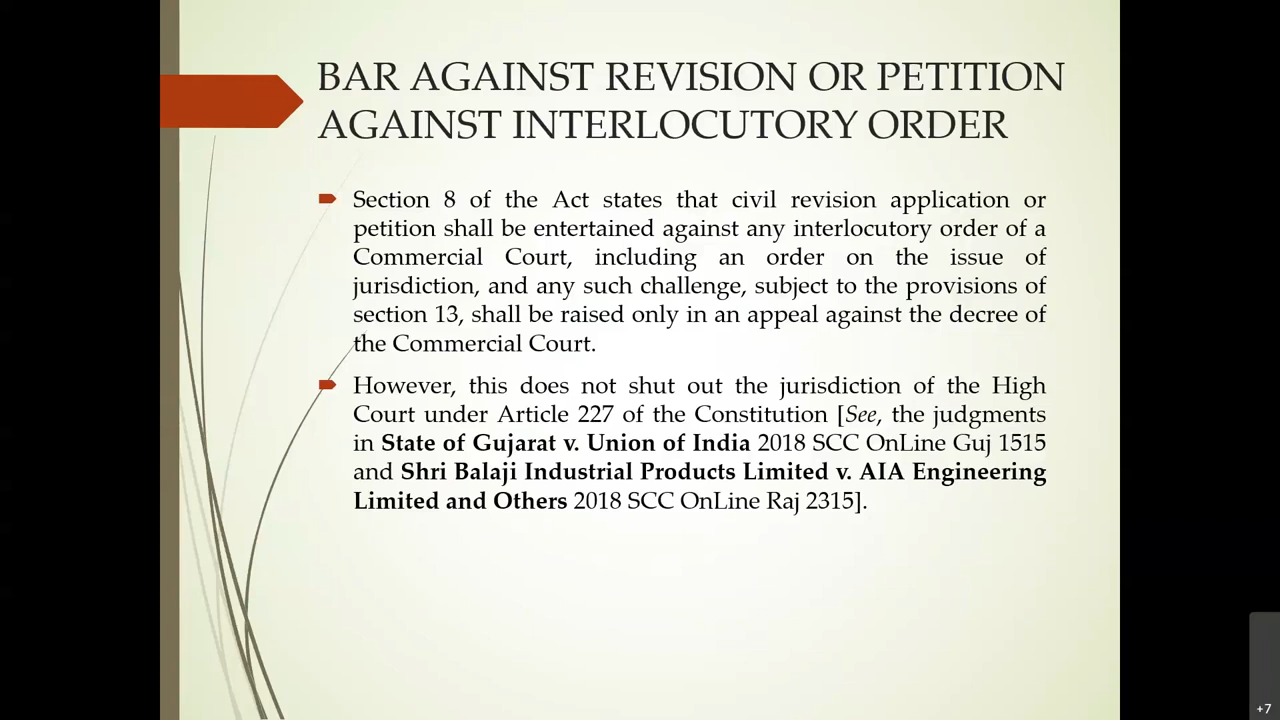 BAR AGAINST REVISION OR PETITION
AGAINST INTERLOCUTORY ORDER
Section 8 of the Act states that civil revision application or
petition shall be entertained against any interlocutory order of a
Commercial Court, including an order on the issue of
jurisdiction, and any such challenge, subject to the provisions of
section 13, shall be raised only in an appeal against the decree of
the Commercial Court.
However, this does not shut out the jurisdiction of the High
Court under Article 227 of the Constitution [See, the judgments
in State of Gujarat v. Union of India 2018 SCC OnLine Guj 1515
and Shri Balaji Industrial Products Limited v. AIA Engineering
Limited and Others 2018 SCC OnLine Raj 2315].
+7